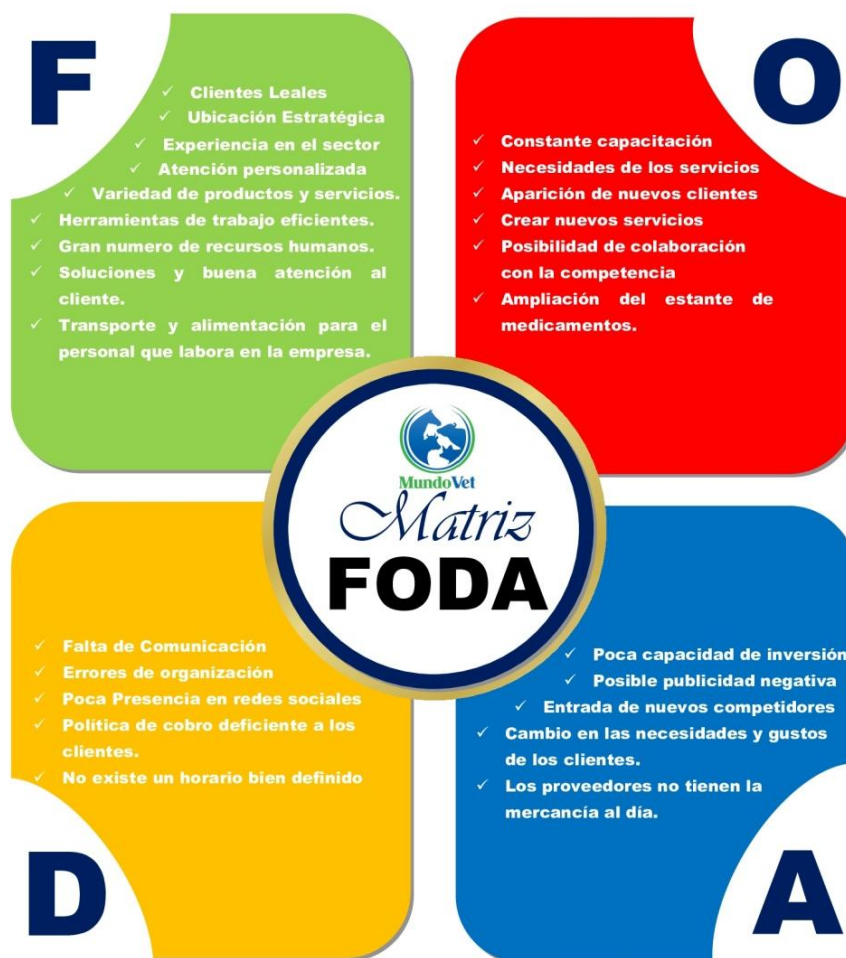 F
Clientes Leales
Ubicación Estratégica
Experiencia en el sector
Atención personalizada
Variedad de productos y servicios.
Herramientas de trabajo eficientes.
Gran numero de recursos humanos.
Soluciones y buena atención al
cliente.
Transporte y alimentación para el
personal que labora en la empresa.
O
Constante capacitación
Necesidades de los servicios
Aparición de nuevos clientes
Crear nuevos servicios
Posibilidad de colaboración
con la competencia
Ampliación del estante de
medicamentos.
MundoVet
Matriz
FODA
Falta de Comunicación
Errores de organización
Poca Presencia en redes sociales
Política de cobro deficiente a los
clientes.
No existe un horario bien definido
D
Poca capacidad de inversión
Posible publicidad negativa
Entrada de nuevos competidores
Cambio en las necesidades y gustos
de los clientes.
Los proveedores no tienen la
mercancía al día.
A